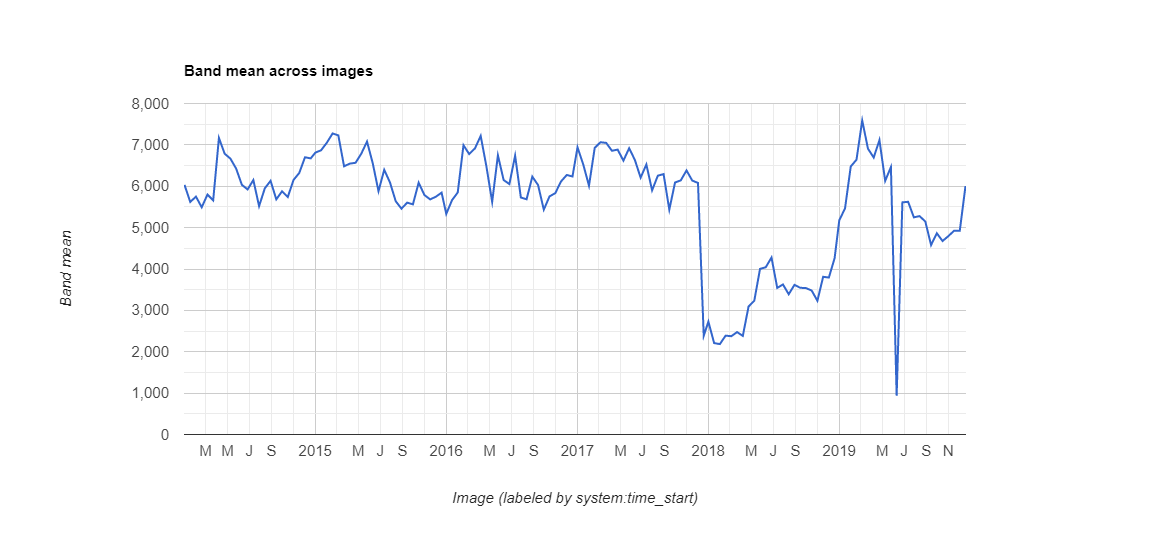 Band mean across images
8,000
7,000
6,000
5,000
4,000
3,000
2,000
1,000
0
Band mean
M M J S 2015 M J S 2016 M J S 2017 M J S 2018 M J S 2019 M J S N
Image (labeled by system:time_start)